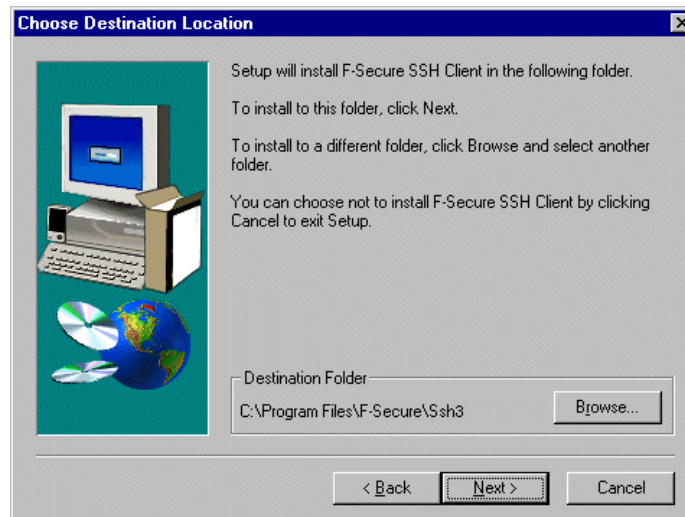 Choose Destination Location
Setup will install F-Secure SSH Client in the following folder.
To install to this folder, click Next.
To install to a different folder, click Browse and select another
folder.
You can choose not to install F-Secure SSH Client by clicking
Cancel to exit Setup.
Destination Folder
C:\Program Files\F-Secure\Ssh3
Browse...
< Back
Next >
Cancel